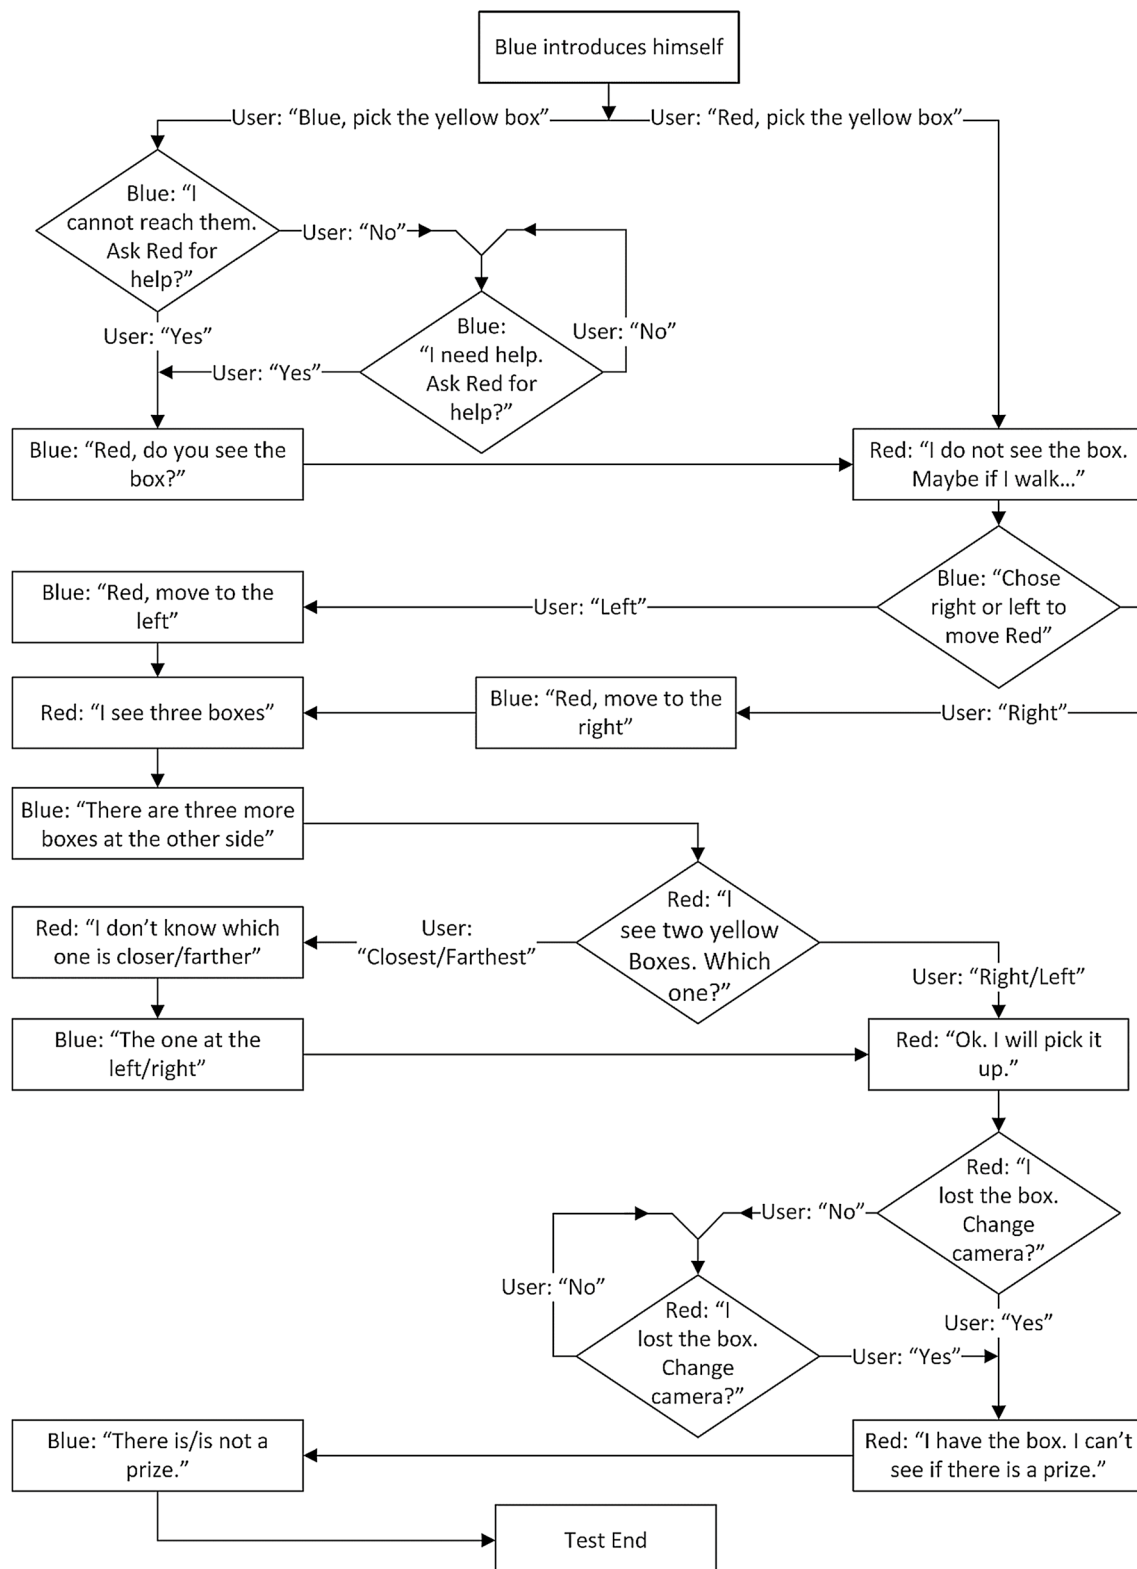 Blue introduces himself
User: “Blue, pick the yellow box”
User: “Red, pick the yellow box”
Blue: “I
cannot reach them.
Ask Red for
help?”
User: “No”
User: “Yes”
Blue:
“I need help.
Ask Red for
help?”
User: “No”
User: “Yes”
Blue: “Red, do you see the
box?”
Red: “I do not see the box.
Maybe if I walk…”
Blue: “Chose
right or left to
move Red”
User: “Left”
Blue: “Red, move to the
left”
User: “Right”
Blue: “Red, move to the
right”
Red: “I see three boxes”
Blue: “There are three more
boxes at the other side”
Red: “I
see two yellow
Boxes. Which
one?”
User:
“Closest/Farthest”
Red: “I don’t know which
one is closer/farther”
User: “Right/Left”
Blue: “The one at the
left/right”
Red: “Ok. I will pick it
up.”
Red: “I
lost the box.
Change
camera?”
User: “No”
User: “No”
Red: “I
lost the box.
Change
camera?”
User: “Yes”
User: “Yes”
Red: “I have the box. I can’t
see if there is a prize.”
Blue: “There is/is not a
prize.”
Test End